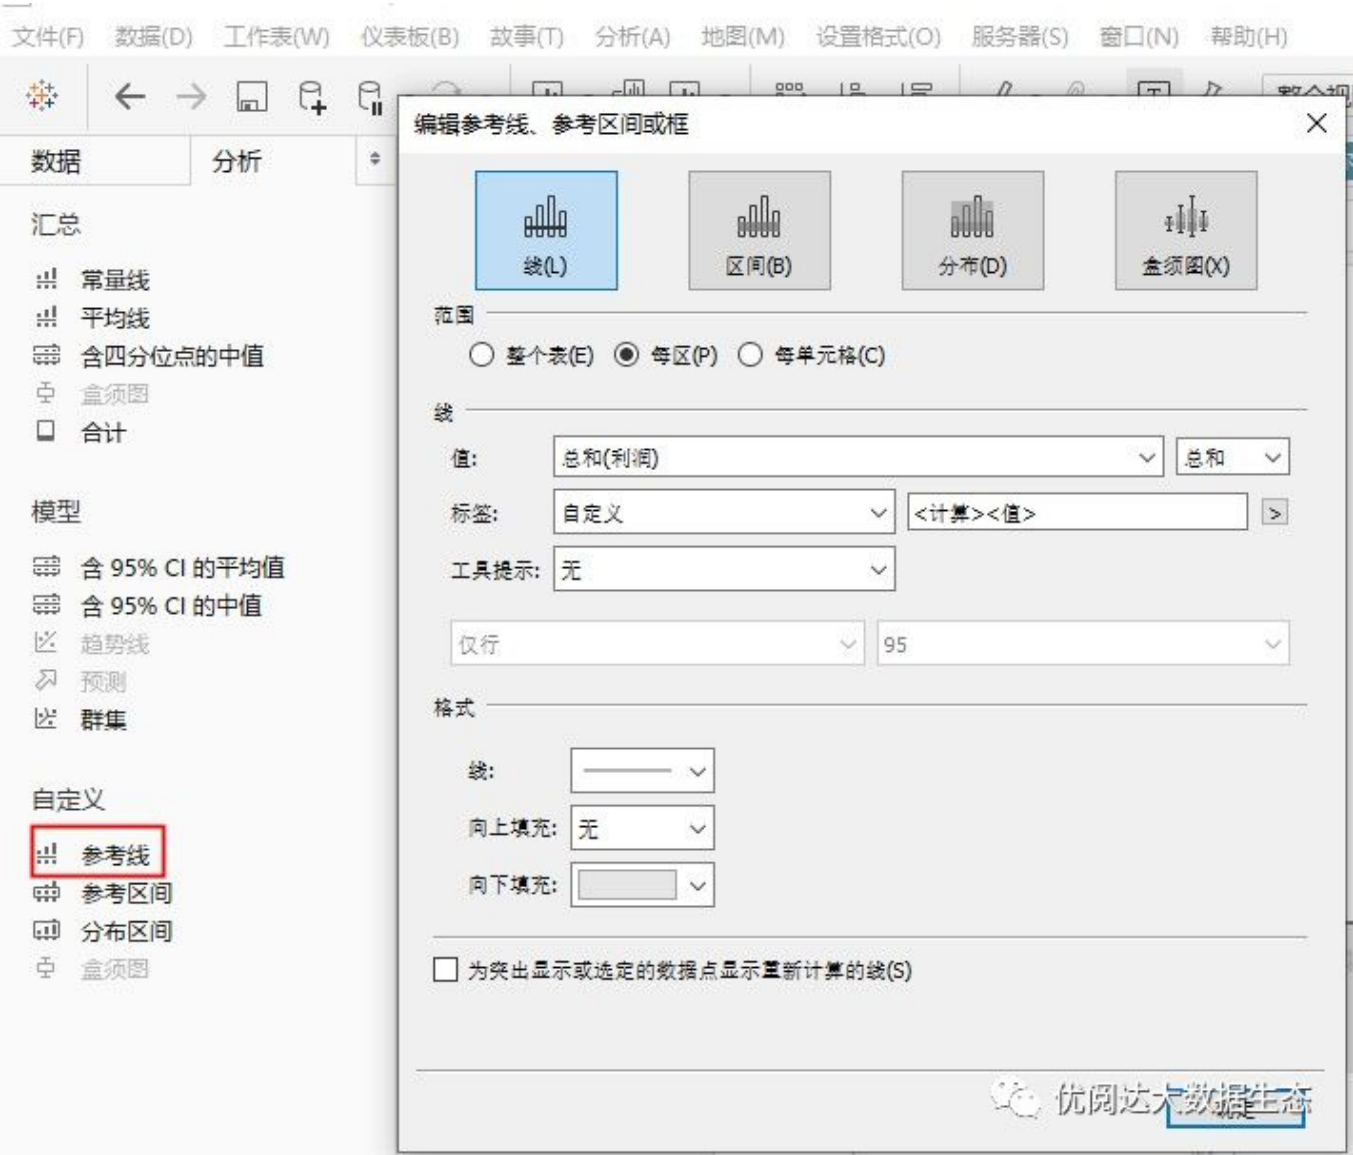 文件(F) 数据(D) 工作表(W) 仪表板(B) 故事(T) 分析(A) 地图(M) 设置格式(O) 服务器(S) 窗口(N) 帮助(H)
数据 分析
汇总
常量线
平均线
含四分位点的中值
盒须图
合计
模型
含 95% CI 的平均值
含 95% CI 的中值
趋势线
预测
群集
自定义
参考线
参考区间
分布区间
盒须图
编辑参考线、参考区间或框
线(L) 区间(B) 分布(D) 盒须图(X)
范围
整个表(E) 每区(P) 每单元格(C)
线
值: 总和(利润) 总和
标签: 自定义 <计算><值> >
工具提示: 无
仅行 95
格式
线:
向上填充: 无
向下填充:
为突出显示或选定的数据点显示重新计算的线(S)
优阅达大数据生态